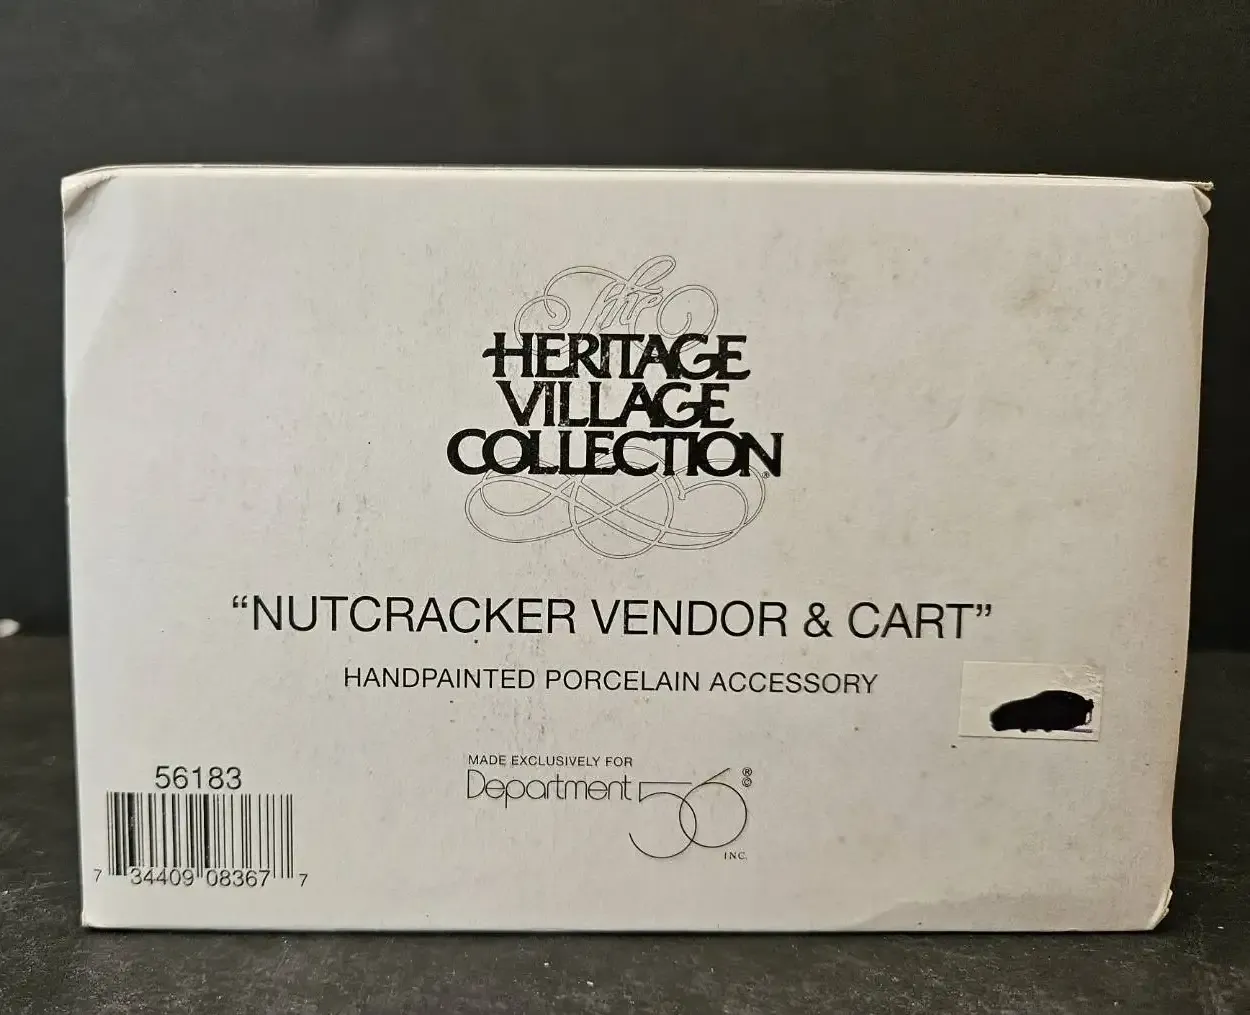 The
HERITAGE
VILLAGE
COLLECTION®
“NUTCRACKER VENDOR & CART”
HANDPAINTED PORCELAIN ACCESSORY
MADE EXCLUSIVELY FOR
Department 56 ® ©
INC.
56183
7 34409 08367 7